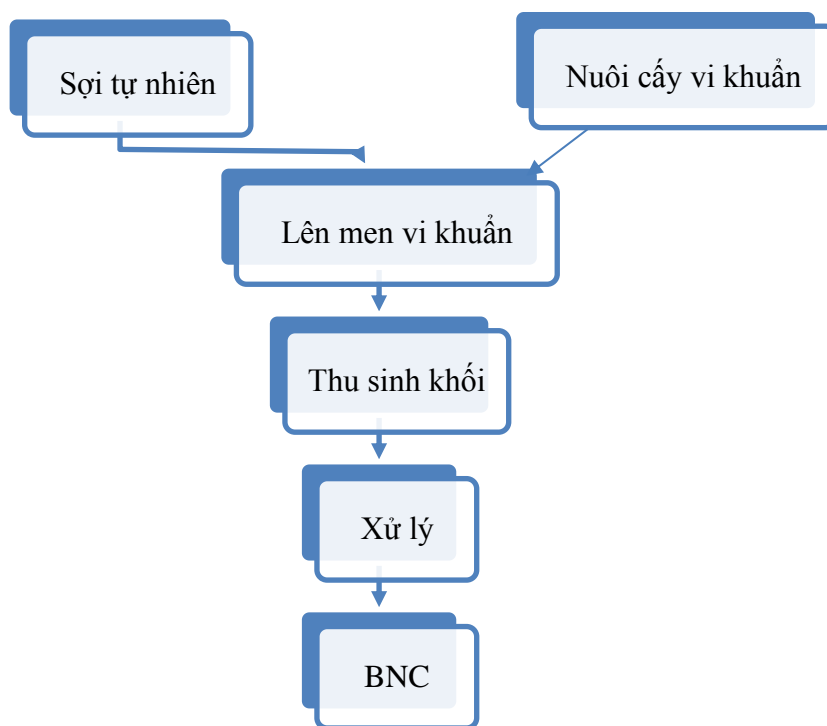 Sợi tự nhiên
Nuôi cấy vi khuẩn
Lên men vi khuẩn
Thu sinh khối
Xử lý
BNC